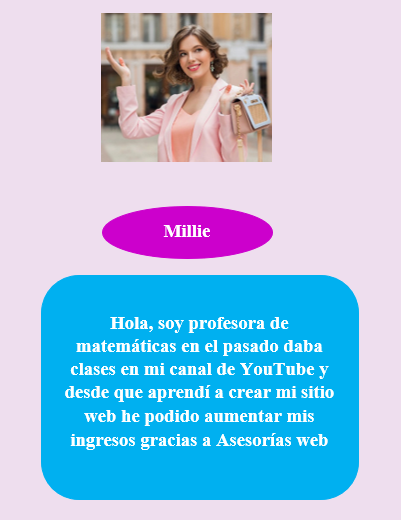 Millie
Hola, soy profesora de
matemáticas en el pasado daba
clases en mi canal de YouTube y
desde que aprendí a crear mi sitio
web he podido aumentar mis
ingresos gracias a Asesorías web